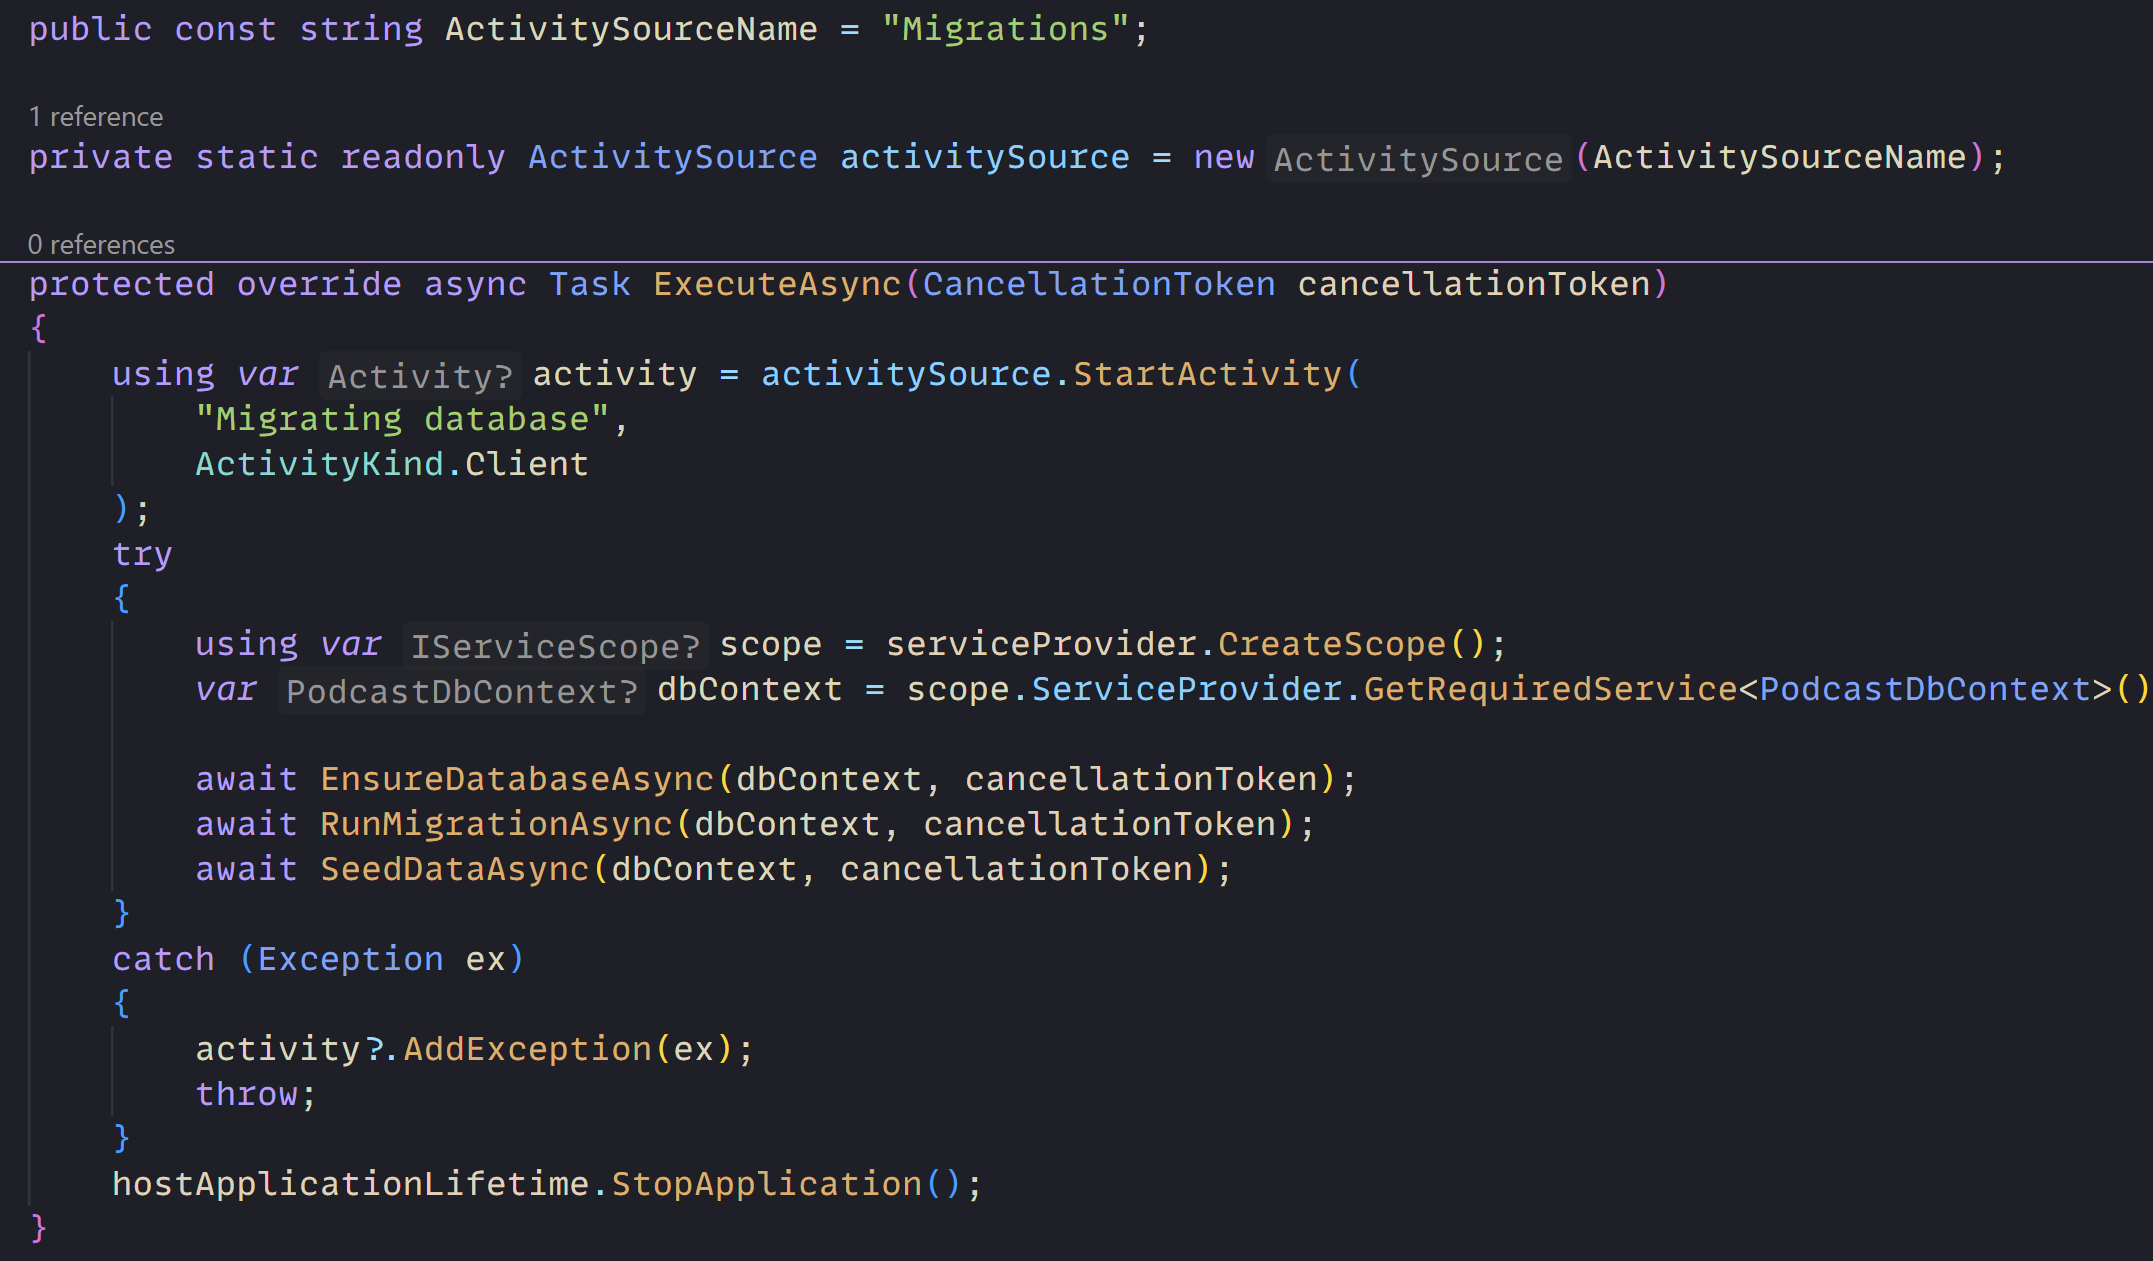 public const string ActivitySourceName = "Migrations";
1 reference
private static readonly ActivitySource activitySource = new ActivitySource(ActivitySourceName);
0 references
protected override async Task ExecuteAsync(CancellationToken cancellationToken)
{
using var Activity? activity = activitySource.StartActivity(
"Migrating database",
ActivityKind.Client
);
try
{
using var IServiceScope? scope = serviceProvider.CreateScope();
var PodcastDbContext? dbContext = scope.ServiceProvider.GetRequiredService<PodcastDbContext>()
await EnsureDatabaseAsync(dbContext, cancellationToken);
await RunMigrationAsync(dbContext, cancellationToken);
await SeedDataAsync(dbContext, cancellationToken);
}
catch (Exception ex)
{
activity?.AddException(ex);
throw;
}
hostApplicationLifetime.StopApplication();
}